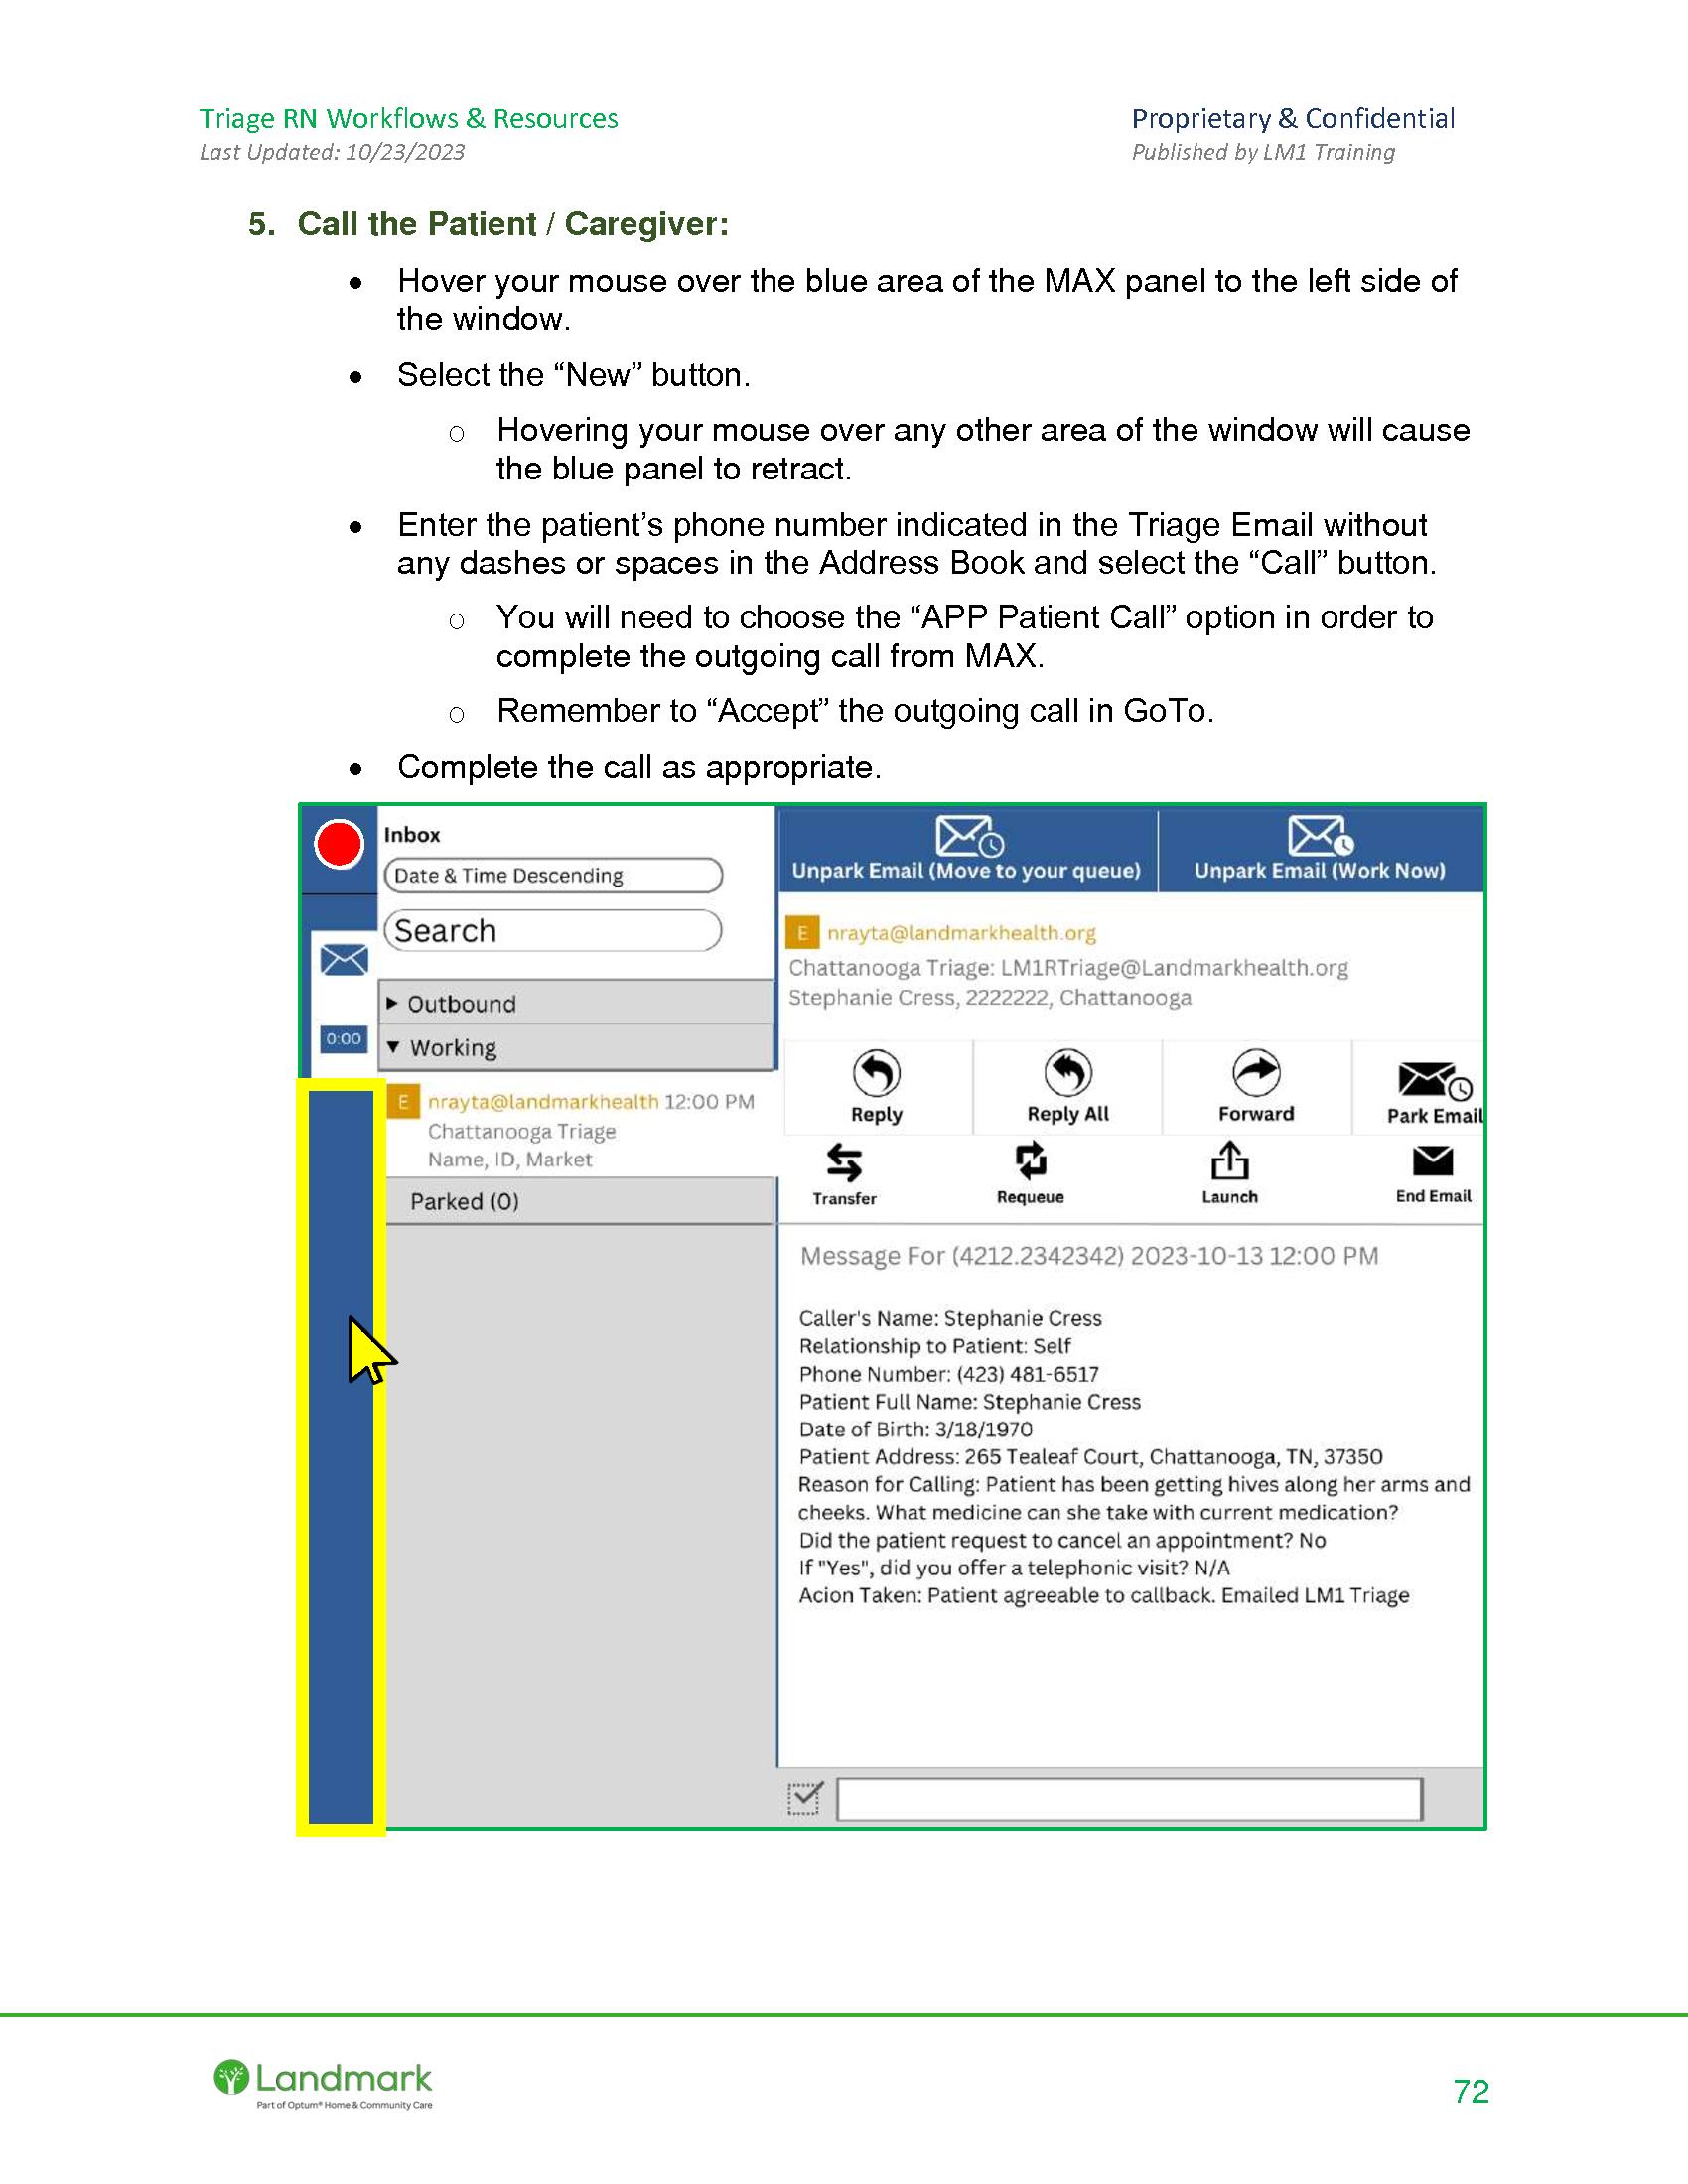 Triage RN Workflows & Resources
Proprietary & Confidential
Last Updated: 10/23/2023
Published by LM1 Training
5. Call the Patient / Caregiver:
• Hover your mouse over the blue area of the MAX panel to the left side of
the window.
• Select the “New” button.
o Hovering your mouse over any other area of the window will cause
the blue panel to retract.
• Enter the patient’s phone number indicated in the Triage Email without
any dashes or spaces in the Address Book and select the “Call” button.
o You will need to choose the “APP Patient Call” option in order to
complete the outgoing call from MAX.
o Remember to “Accept” the outgoing call in GoTo.
• Complete the call as appropriate.
Inbox
Date & Time Descending
Search
Outbound
0:00
Working
E nrayta@landmarkhealth 12:00 PM
Chattanooga Triage
Name, ID, Market
Parked (0)
Unpark Email (Move to your queue)
Unpark Email (Work Now)
E nrayta@landmarkhealth.org
Chattanooga Triage: LM1RTriage@Landmarkhealth.org
Stephanie Cress, 2222222, Chattanooga
Reply
Reply All
Forward
Park Email
Transfer
Requeue
Launch
End Email
Message For (4212.2342342) 2023-10-13 12:00 PM
Caller's Name: Stephanie Cress
Relationship to Patient: Self
Phone Number: (423) 481-6517
Patient Full Name: Stephanie Cress
Date of Birth: 3/18/1970
Patient Address: 265 Tealeaf Court, Chattanooga, TN, 37350
Reason for Calling: Patient has been getting hives along her arms and
cheeks. What medicine can she take with current medication?
Did the patient request to cancel an appointment? No
If "Yes", did you offer a telephonic visit? N/A
Acion Taken: Patient agreeable to callback. Emailed LM1 Triage
Landmark
Part of Optum® Home & Community Care
72